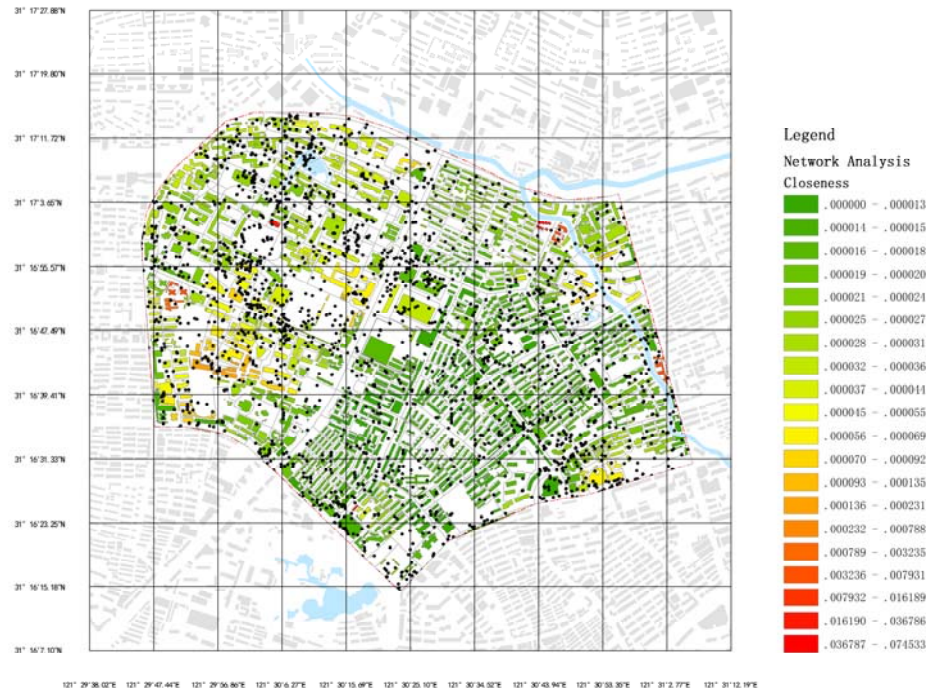 31° 17'27.88"N
31° 17'19.80"N
31° 17'11.72"N
31° 17'3.65"N
31° 16'55.57"N
31° 16'47.49"N
31° 16'39.41"N
31° 16'31.33"N
31° 16'23.25"N
31° 16'15.18"N
31° 16'7.10"N
121° 29'38.02"E 121° 29'47.44"E 121° 29'56.86"E 121° 30'6.27"E 121° 30'15.69"E 121° 30'25.10"E 121° 30'34.52"E 121° 30'43.94"E 121° 30'53.35"E 121° 31'2.77"E 121° 31'12.19"E
Legend
Network Analysis
Closeness
.000000 - .000013
.000014 - .000015
.000016 - .000018
.000019 - .000020
.000021 - .000024
.000025 - .000027
.000028 - .000031
.000032 - .000036
.000037 - .000044
.000045 - .000055
.000056 - .000069
.000070 - .000092
.000093 - .000135
.000136 - .000231
.000232 - .000788
.000789 - .003235
.003236 - .007931
.007932 - .016189
.016190 - .036786
.036787 - .074533